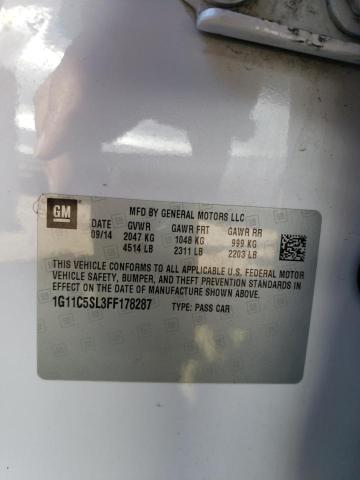 GM
MFD BY GENERAL MOTORS LLC
DATE GVWR GAWR FRT GAWR RR
09/14 2047 KG 1048 KG 999 KG
4514 LB 2311 LB 2203 LB
THIS VEHICLE CONFORMS TO ALL APPLICABLE U.S. FEDERAL MOTOR
VEHICLE SAFETY, BUMPER, AND THEFT PREVENTION STANDARDS IN
EFFECT ON THE DATE OF MANUFACTURE SHOWN ABOVE.
1G11C5SL3FF178287 TYPE: PASS CAR